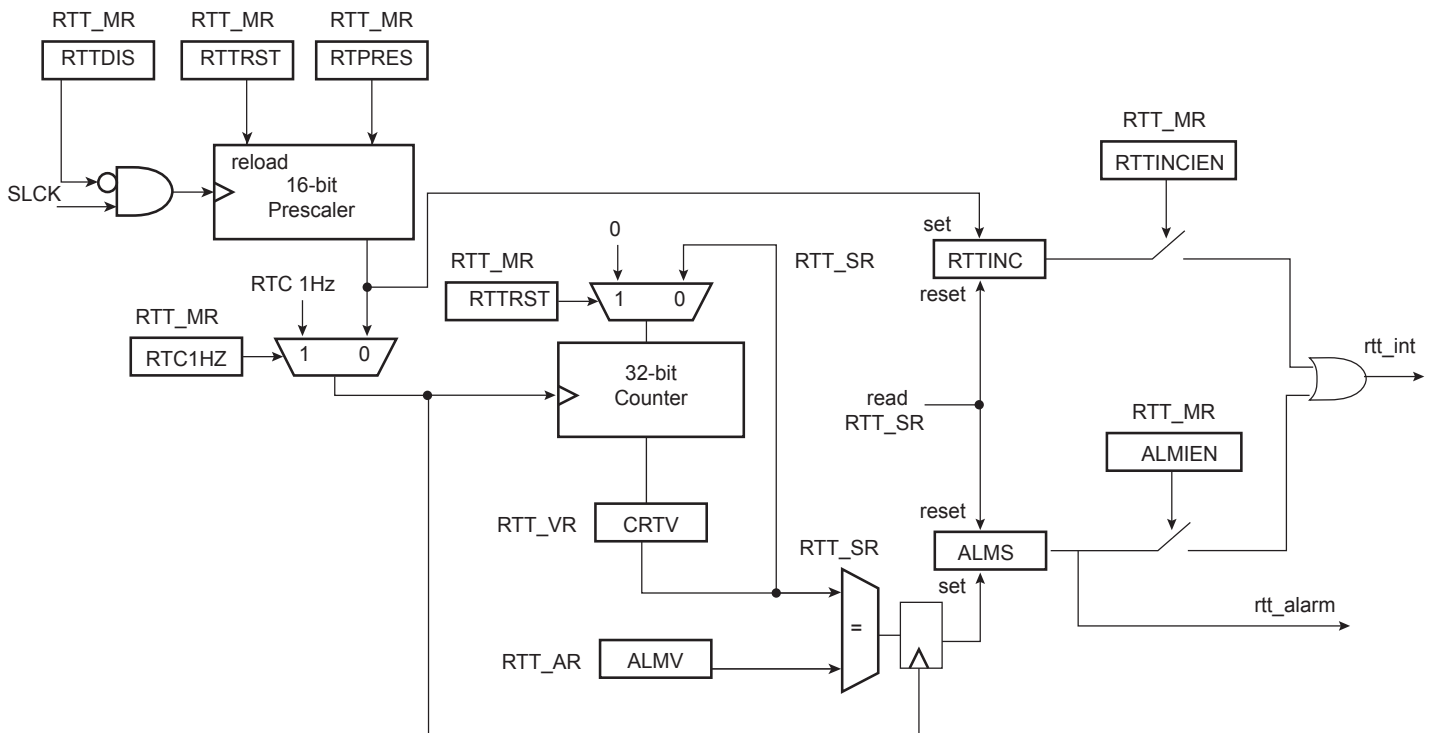 RTT_MR RTT_MR RTT_MR
RTTDIS RTTRST RTPRES
reload
16-bit
Prescaler
SLCK
RTT_MR
RTTINCIEN
set
RTTINC
reset
0
RTT_SR
RTT_MR
RTTRST
1 0
RTC 1Hz
RTT_MR
RTC1HZ
1 0
32-bit
Counter
rtt_int
read
RTT_SR
RTT_MR
ALMIEN
RTT_VR
CRTV
reset
ALMS
set
RTT_SR
=
rtt_alarm
RTT_AR
ALMV